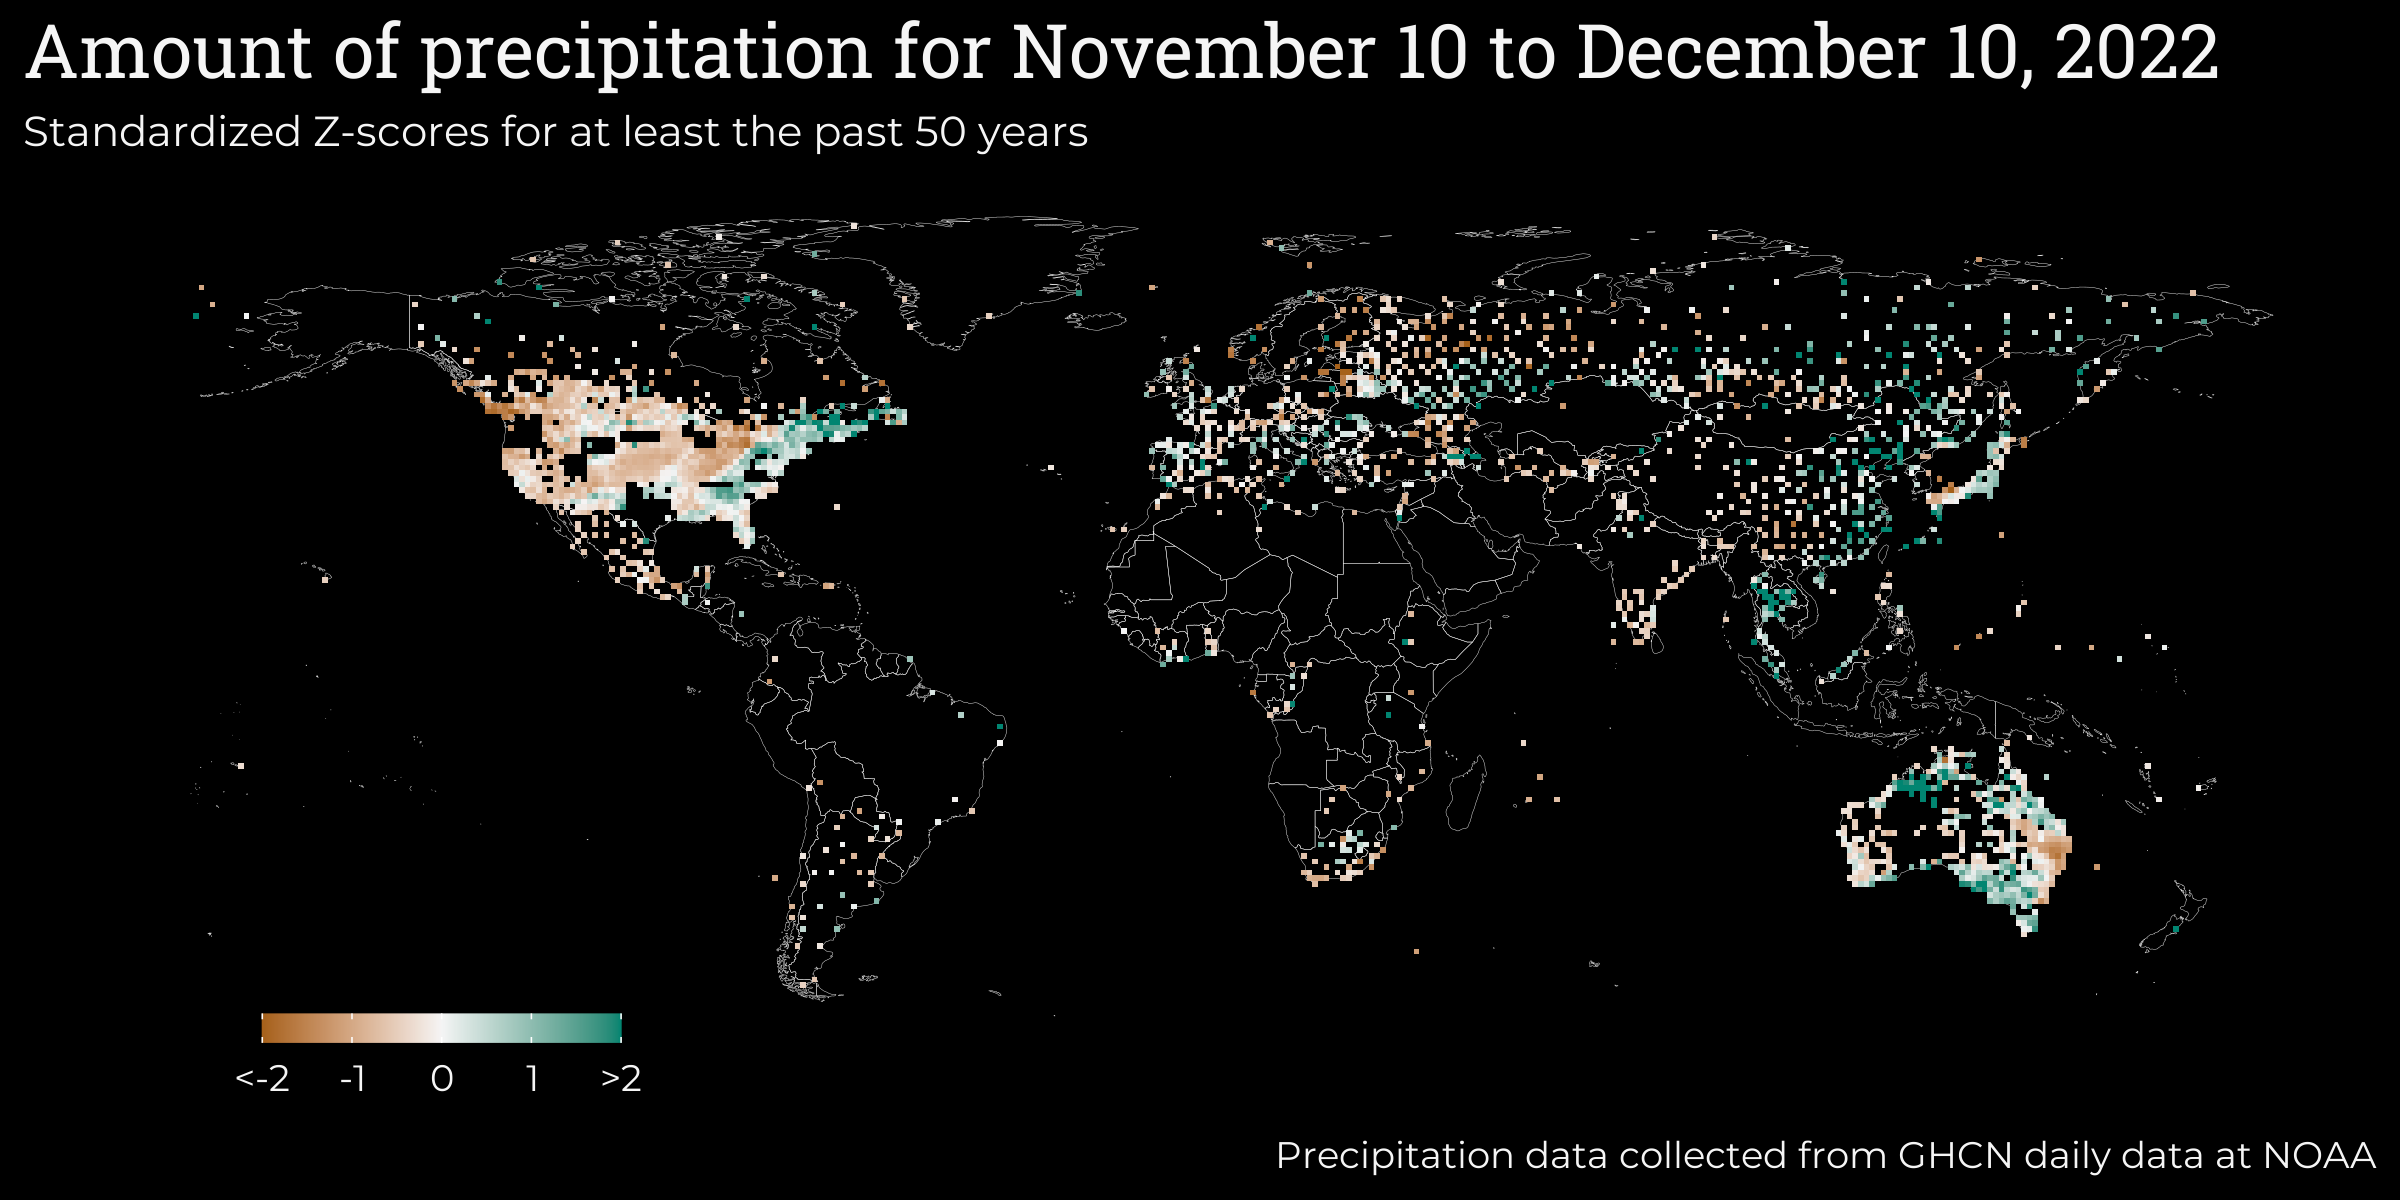 Amount of precipitation for November 10 to December 10, 2022
Standardized Z-scores for at least the past 50 years
<-2 -1 0 1 >2
Precipitation data collected from GHCN daily data at NOAA